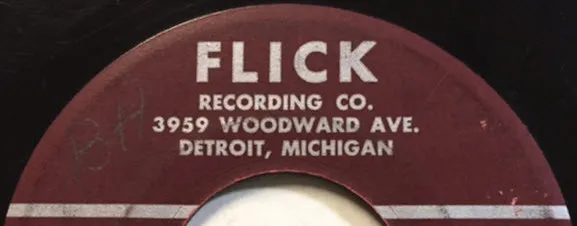 FLICK
RECORDING CO.
3959 WOODWARD AVE.
DETROIT, MICHIGAN